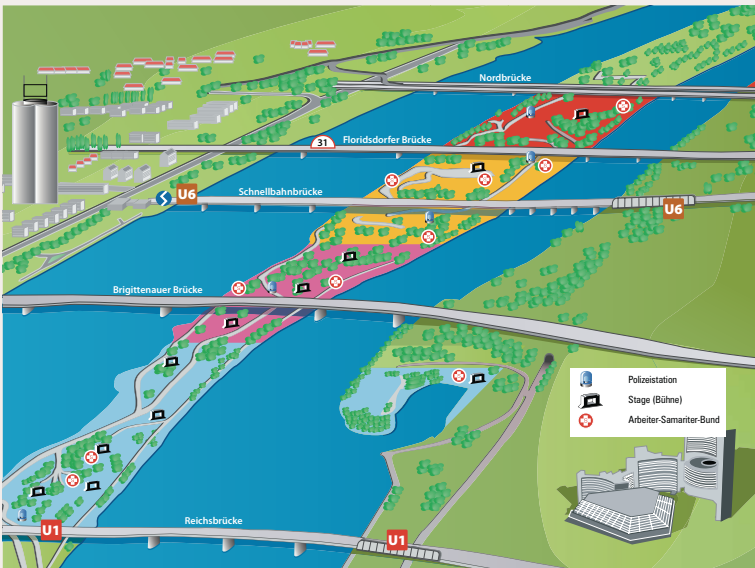 Nordbrücke
31
Floridsdorfer Brücke
U6
Schnellbahnbrücke
U6
Brigittenauer Brücke
Polizeistation
Stage (Bühne)
Arbeiter-Samariter-Bund
Reichsbrücke
U1
U1